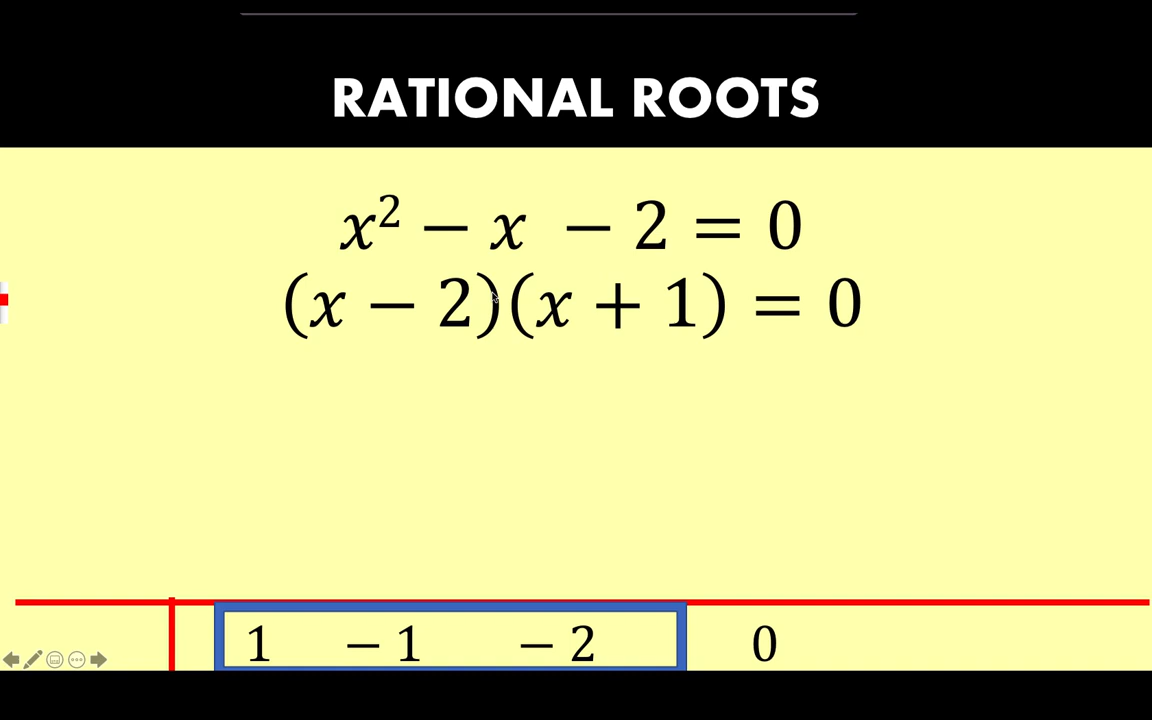 RATIONAL ROOTS
x² − x − 2 = 0
(x − 2)(x + 1) = 0
1 − 1 − 2 0